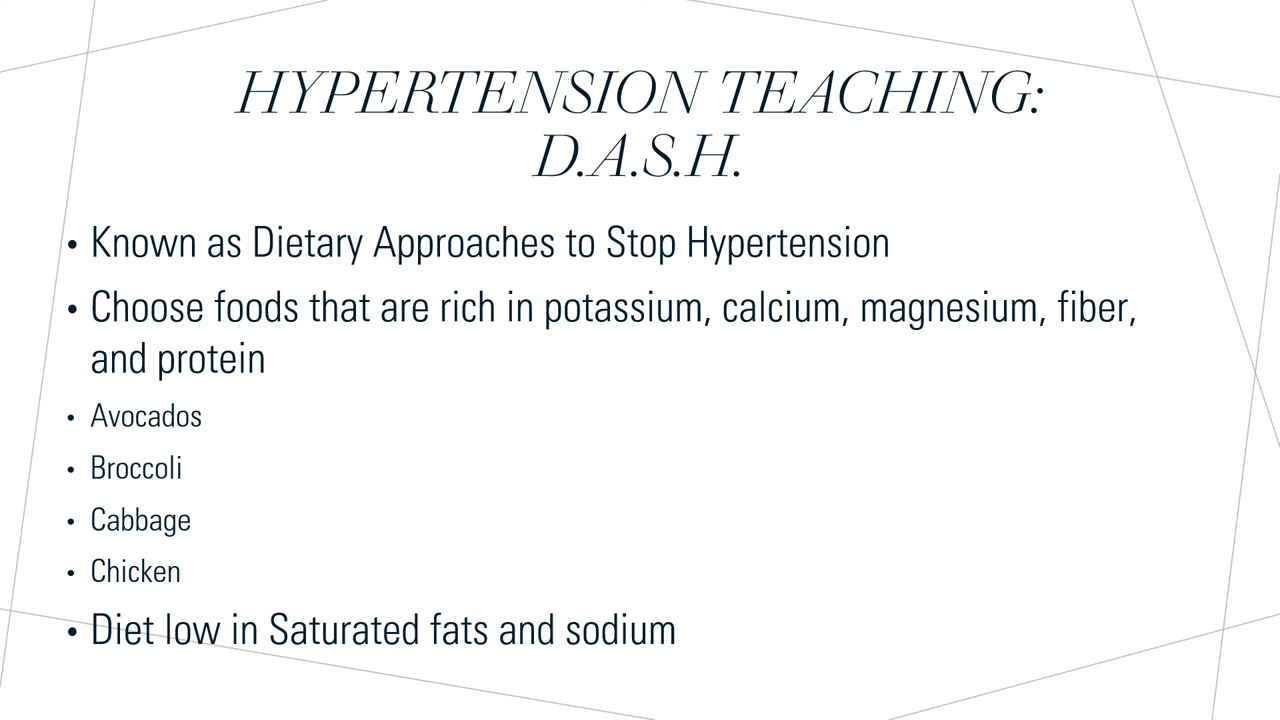 HYPERTENSION TEACHING:
D.A.S.H.
• Known as Dietary Approaches to Stop Hypertension
• Choose foods that are rich in potassium, calcium, magnesium, fiber,
and protein
• Avocados
• Broccoli
• Cabbage
• Chicken
• Diet low in Saturated fats and sodium